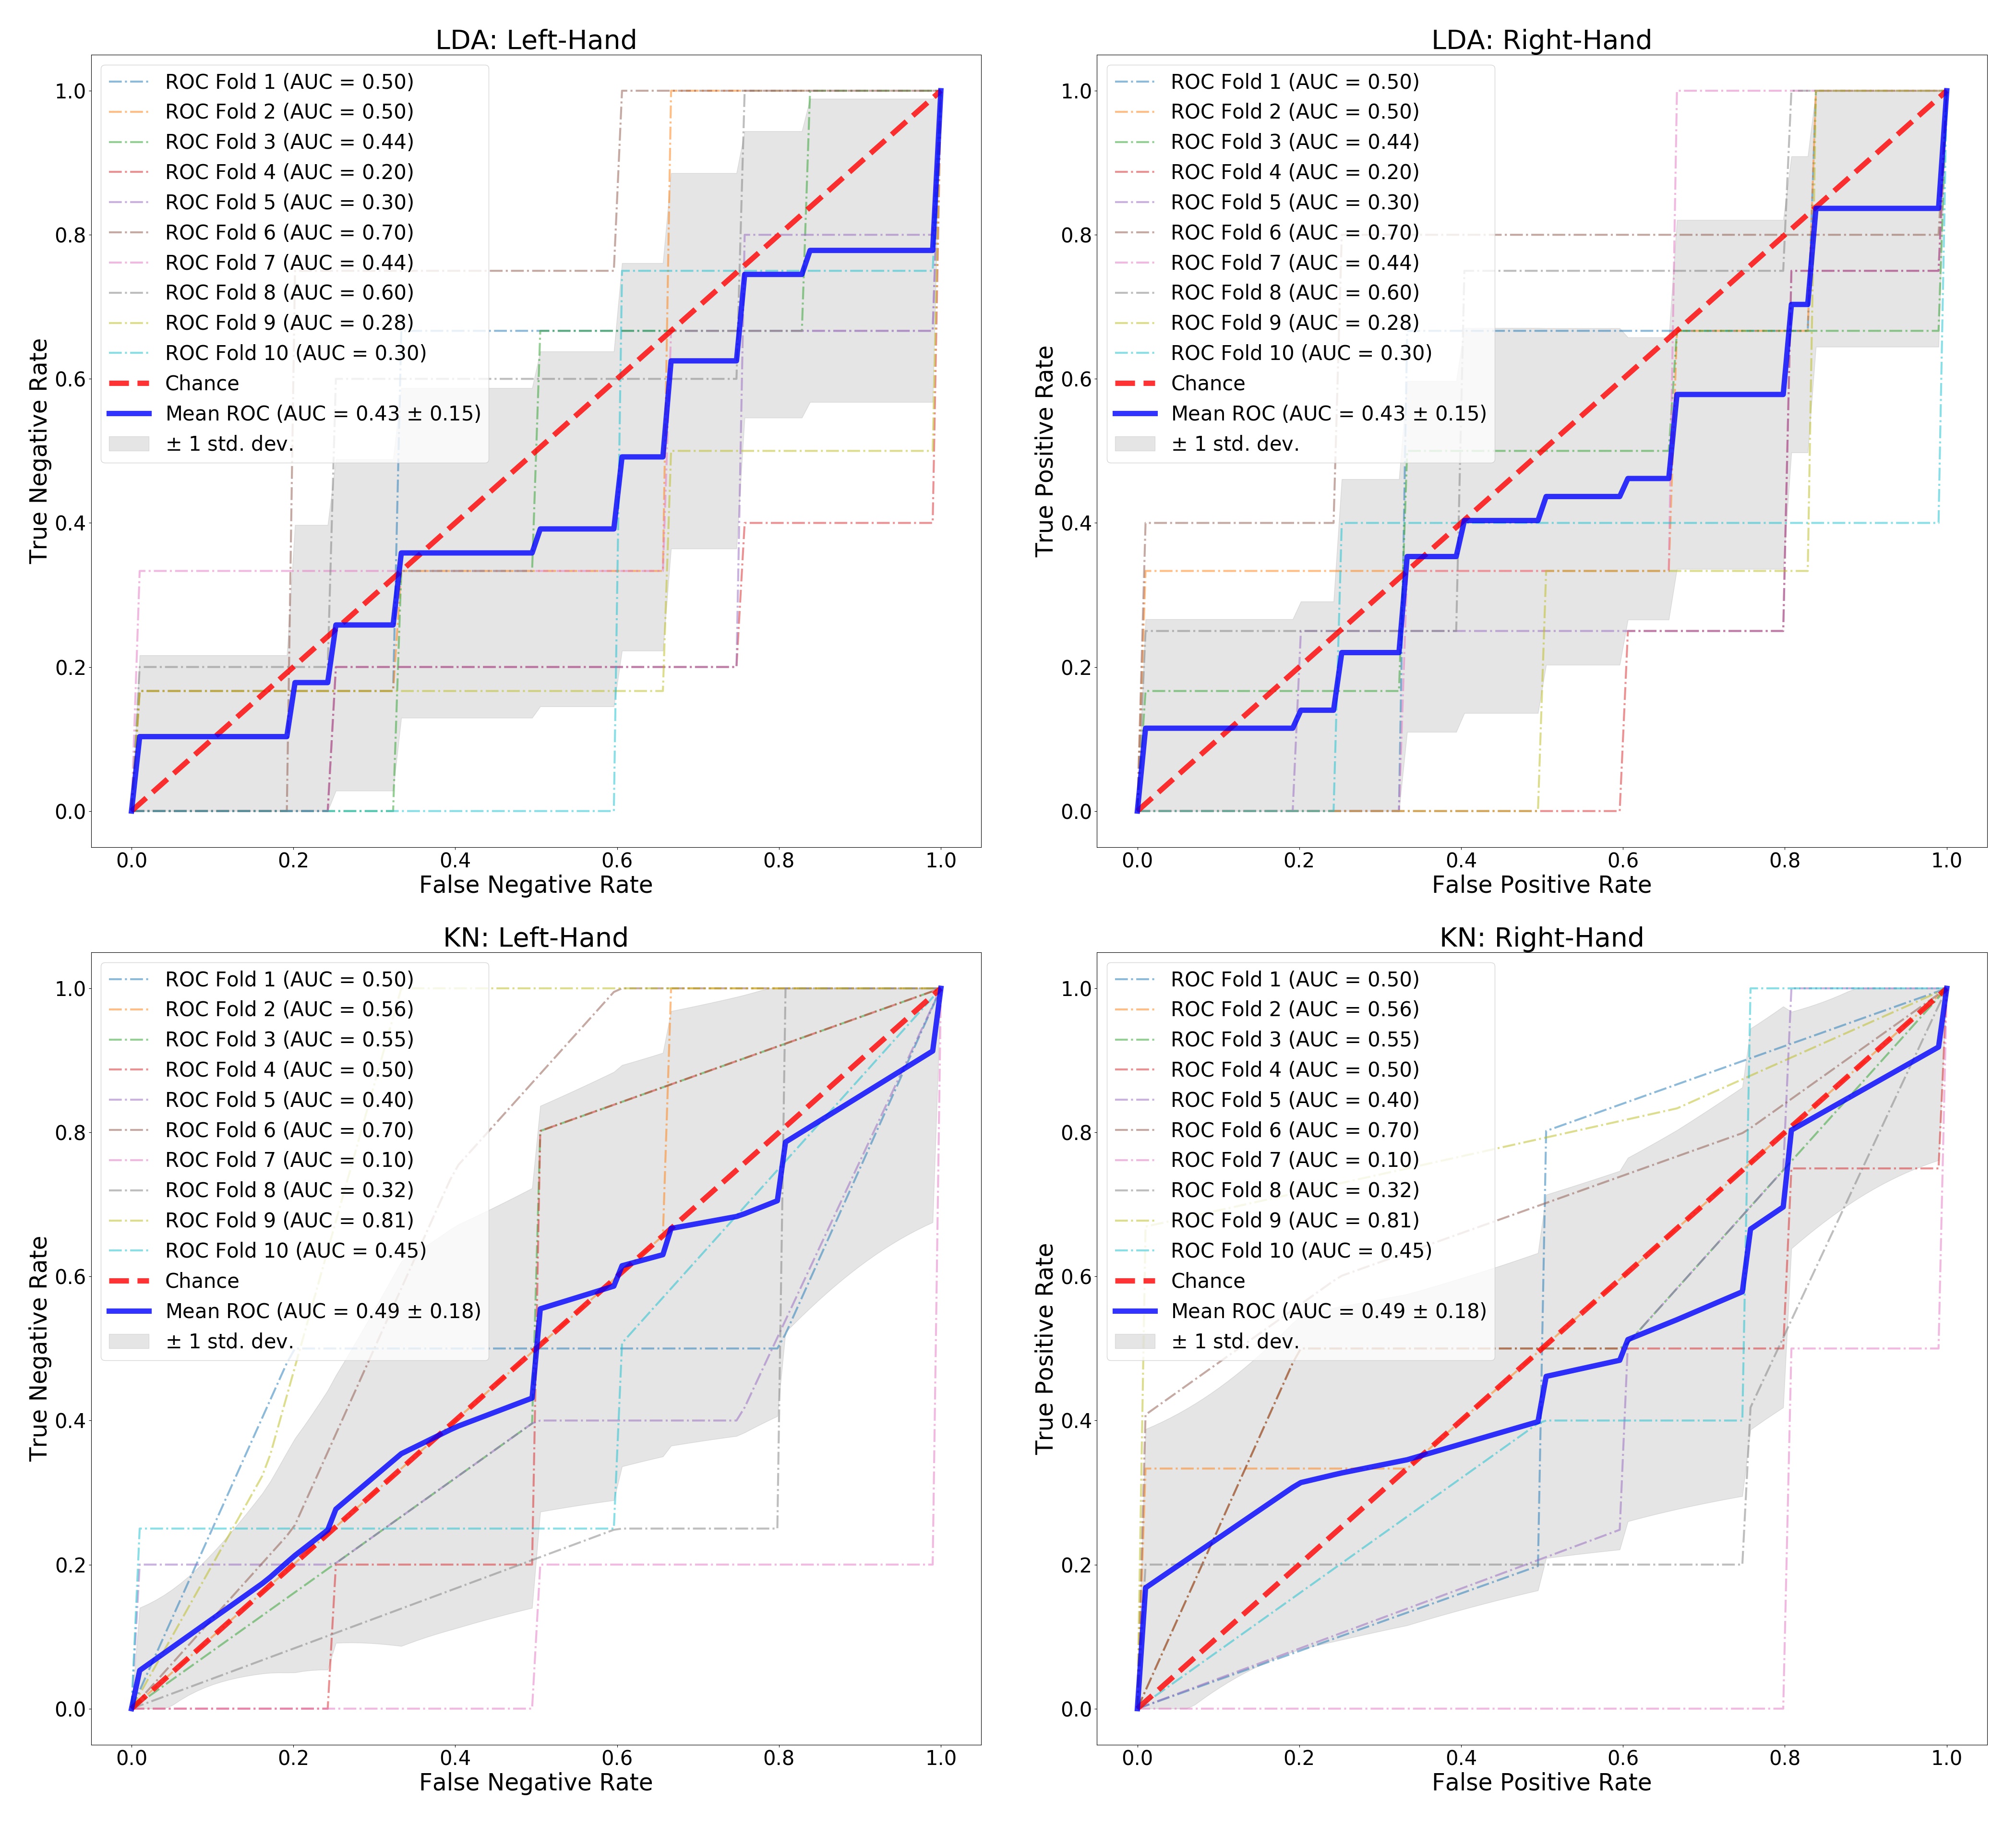 LDA: Left-Hand
ROC Fold 1 (AUC = 0.50)
ROC Fold 2 (AUC = 0.50)
ROC Fold 3 (AUC = 0.44)
ROC Fold 4 (AUC = 0.20)
ROC Fold 5 (AUC = 0.30)
ROC Fold 6 (AUC = 0.70)
ROC Fold 7 (AUC = 0.44)
ROC Fold 8 (AUC = 0.60)
ROC Fold 9 (AUC = 0.28)
ROC Fold 10 (AUC = 0.30)
Chance
Mean ROC (AUC = 0.43 ± 0.15)
± 1 std. dev.
True Negative Rate
1.0
0.8
0.6
0.4
0.2
0.0
0.0 0.2 0.4 0.6 0.8 1.0
False Negative Rate
LDA: Right-Hand
ROC Fold 1 (AUC = 0.50)
ROC Fold 2 (AUC = 0.50)
ROC Fold 3 (AUC = 0.44)
ROC Fold 4 (AUC = 0.20)
ROC Fold 5 (AUC = 0.30)
ROC Fold 6 (AUC = 0.70)
ROC Fold 7 (AUC = 0.44)
ROC Fold 8 (AUC = 0.60)
ROC Fold 9 (AUC = 0.28)
ROC Fold 10 (AUC = 0.30)
Chance
Mean ROC (AUC = 0.43 ± 0.15)
± 1 std. dev.
True Positive Rate
1.0
0.8
0.6
0.4
0.2
0.0
0.0 0.2 0.4 0.6 0.8 1.0
False Positive Rate
KN: Left-Hand
ROC Fold 1 (AUC = 0.50)
ROC Fold 2 (AUC = 0.56)
ROC Fold 3 (AUC = 0.55)
ROC Fold 4 (AUC = 0.50)
ROC Fold 5 (AUC = 0.40)
ROC Fold 6 (AUC = 0.70)
ROC Fold 7 (AUC = 0.10)
ROC Fold 8 (AUC = 0.32)
ROC Fold 9 (AUC = 0.81)
ROC Fold 10 (AUC = 0.45)
Chance
Mean ROC (AUC = 0.49 ± 0.18)
± 1 std. dev.
True Negative Rate
1.0
0.8
0.6
0.4
0.2
0.0
0.0 0.2 0.4 0.6 0.8 1.0
False Negative Rate
KN: Right-Hand
ROC Fold 1 (AUC = 0.50)
ROC Fold 2 (AUC = 0.56)
ROC Fold 3 (AUC = 0.55)
ROC Fold 4 (AUC = 0.50)
ROC Fold 5 (AUC = 0.40)
ROC Fold 6 (AUC = 0.70)
ROC Fold 7 (AUC = 0.10)
ROC Fold 8 (AUC = 0.32)
ROC Fold 9 (AUC = 0.81)
ROC Fold 10 (AUC = 0.45)
Chance
Mean ROC (AUC = 0.49 ± 0.18)
± 1 std. dev.
True Positive Rate
1.0
0.8
0.6
0.4
0.2
0.0
0.0 0.2 0.4 0.6 0.8 1.0
False Positive Rate